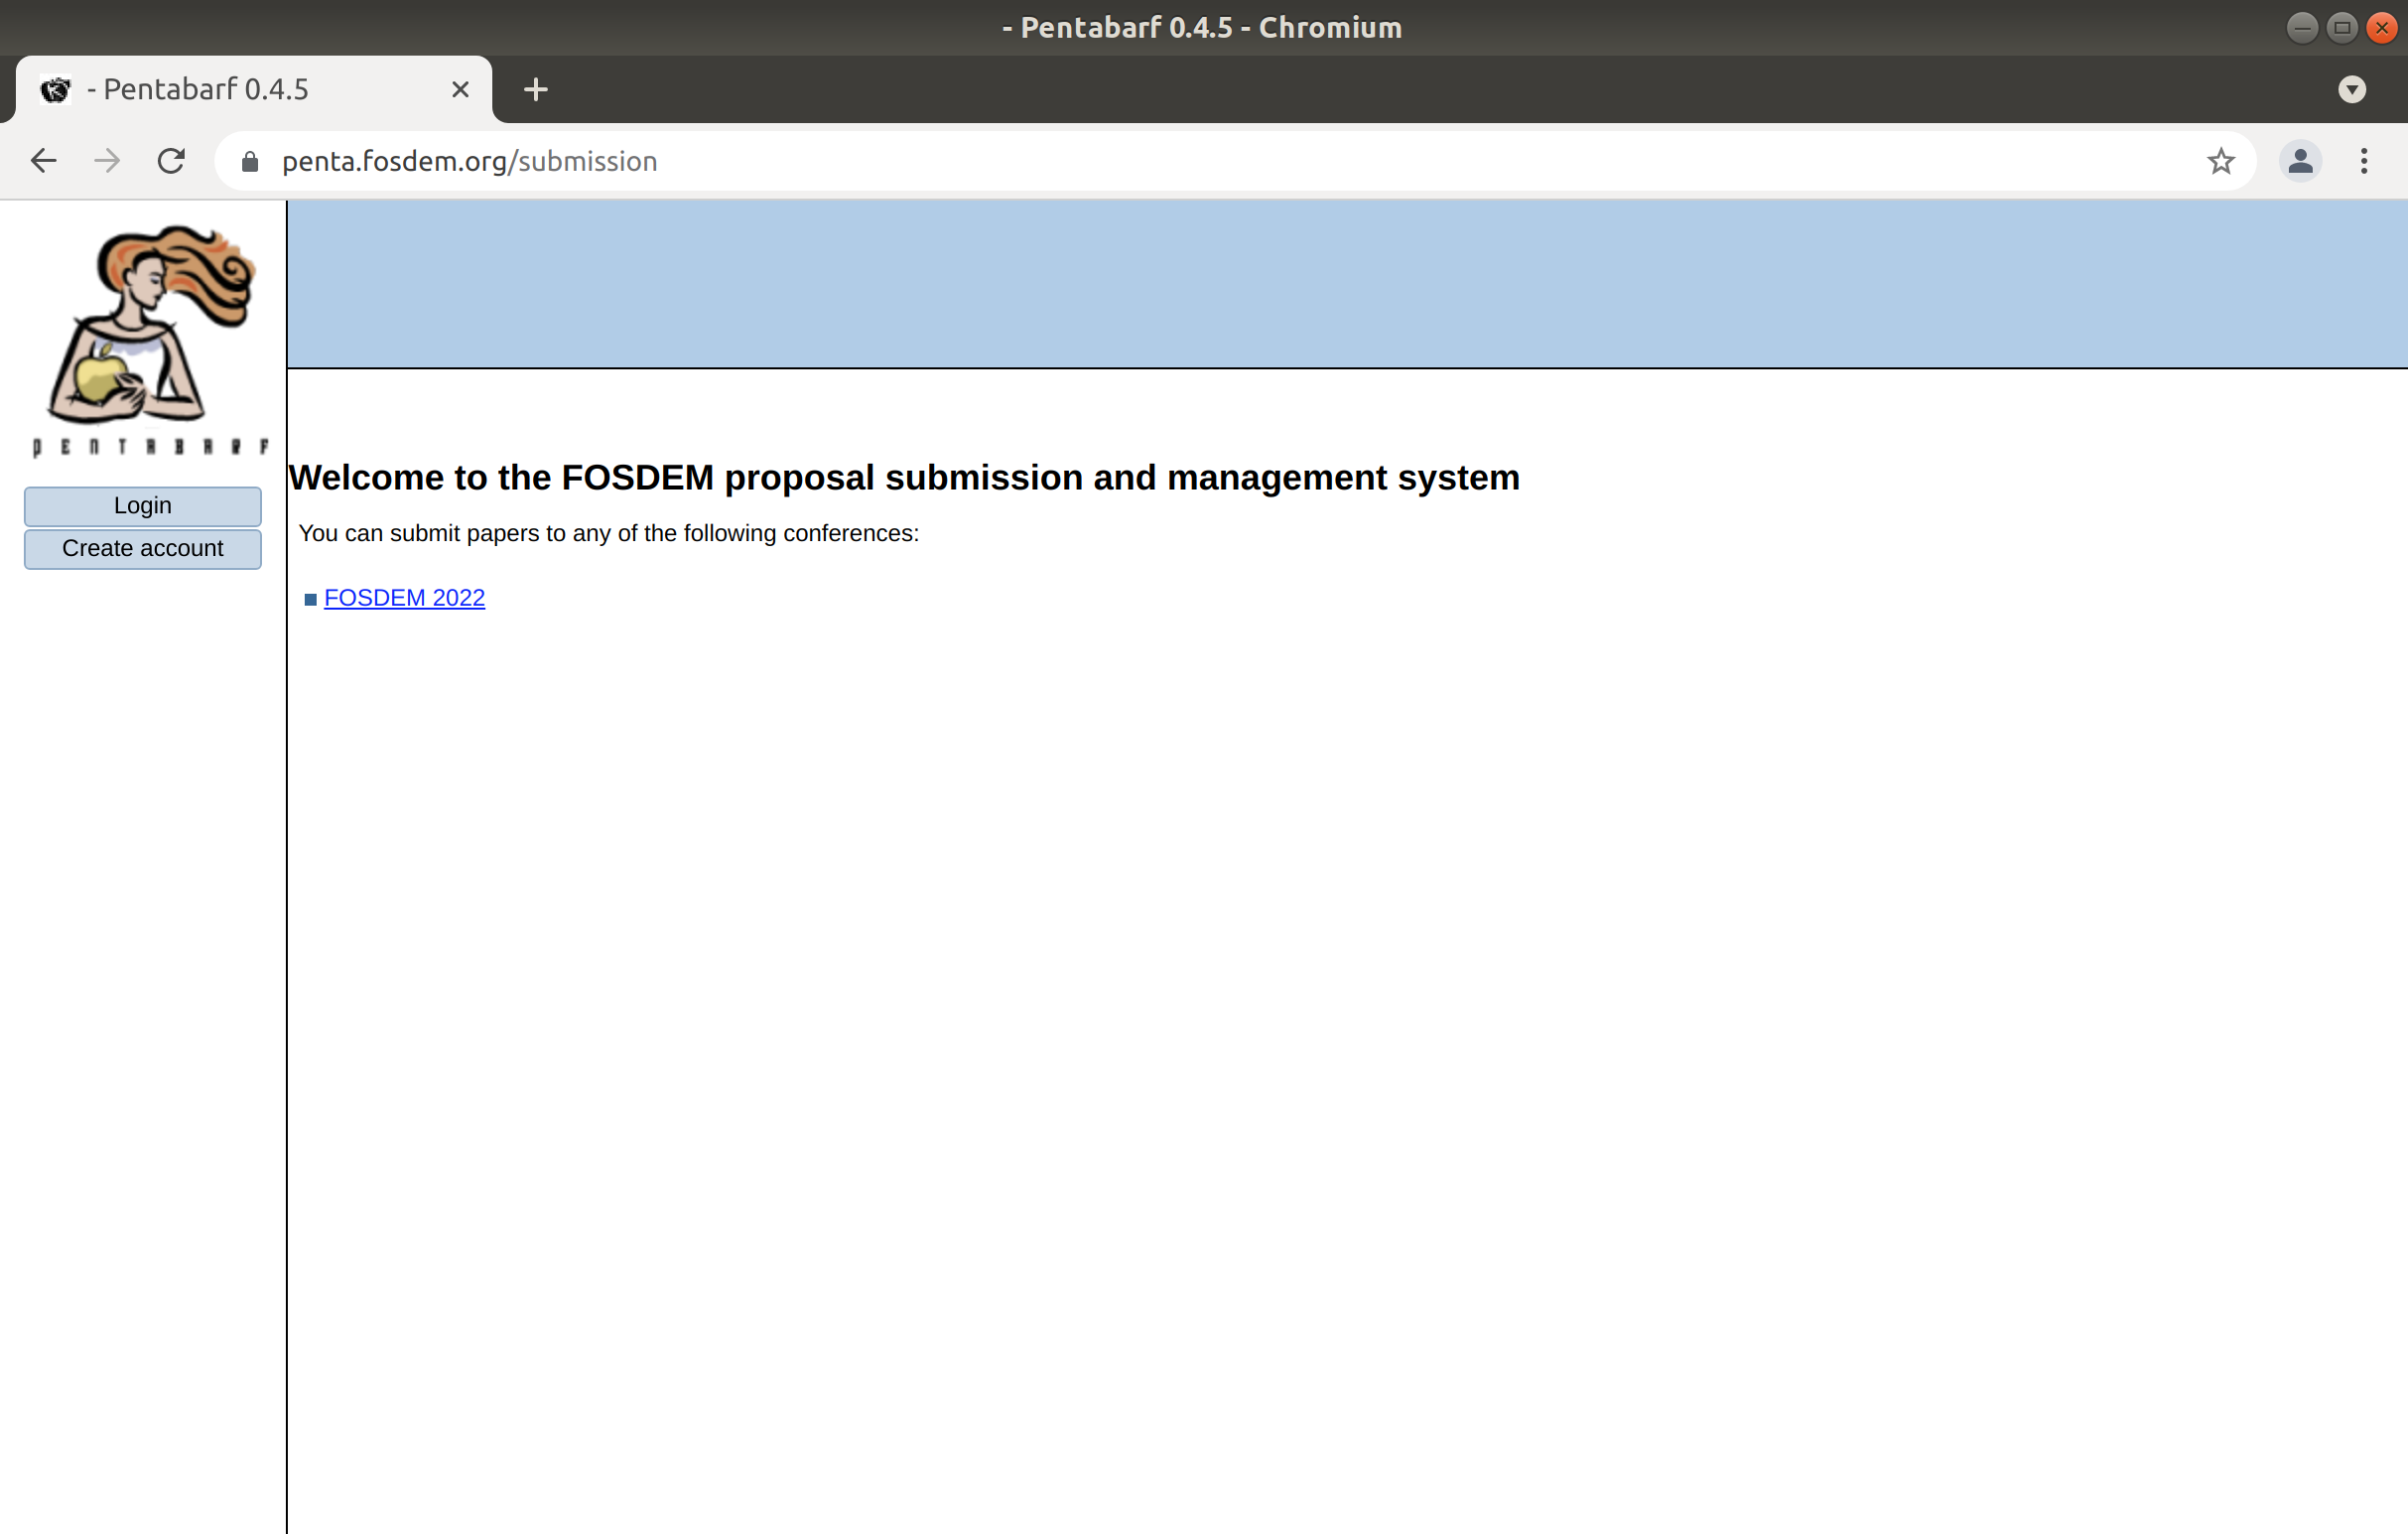 - Pentabarf 0.4.5 - Chromium
- Pentabarf 0.4.5
penta.fosdem.org/submission
PENTABARF
Login
Create account
Welcome to the FOSDEM proposal submission and management system
You can submit papers to any of the following conferences:
FOSDEM 2022